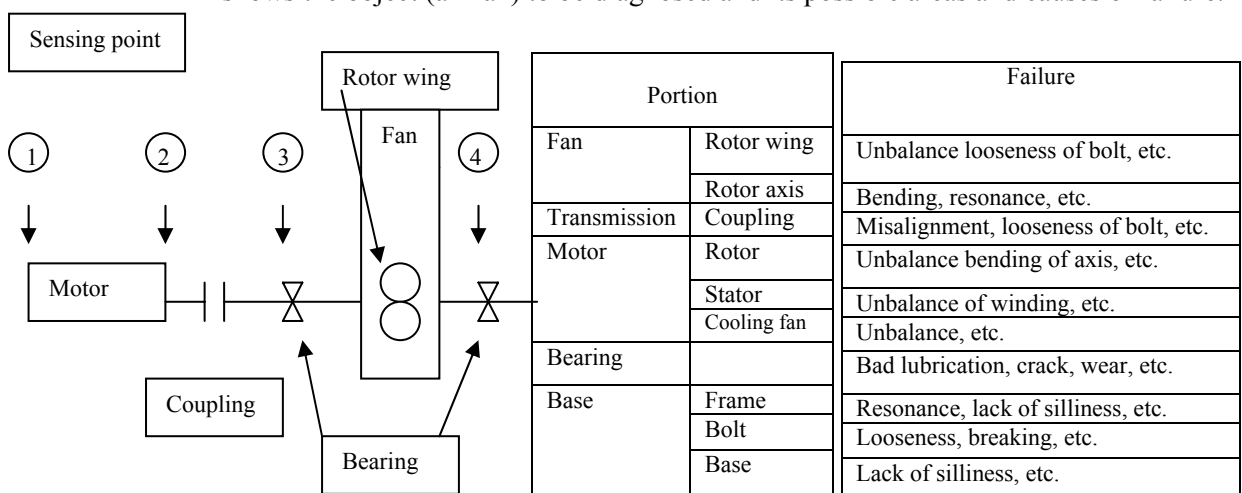 shows the object to be diagnosed and its possible areas and causes of failure.
Sensing point
Rotor wing
Fan
1
2
3
4
Motor
Coupling
Bearing
Portion
Failure
Fan
Rotor wing
Unbalance looseness of bolt, etc.
Rotor axis
Bending, resonance, etc.
Transmission
Coupling
Misalignment, looseness of bolt, etc.
Motor
Rotor
Unbalance bending of axis, etc.
Stator
Unbalance of winding, etc.
Cooling fan
Unbalance, etc.
Bearing
Bad lubrication, crack, wear, etc.
Base
Frame
Resonance, lack of silliness, etc.
Bolt
Looseness, breaking, etc.
Base
Lack of silliness, etc.